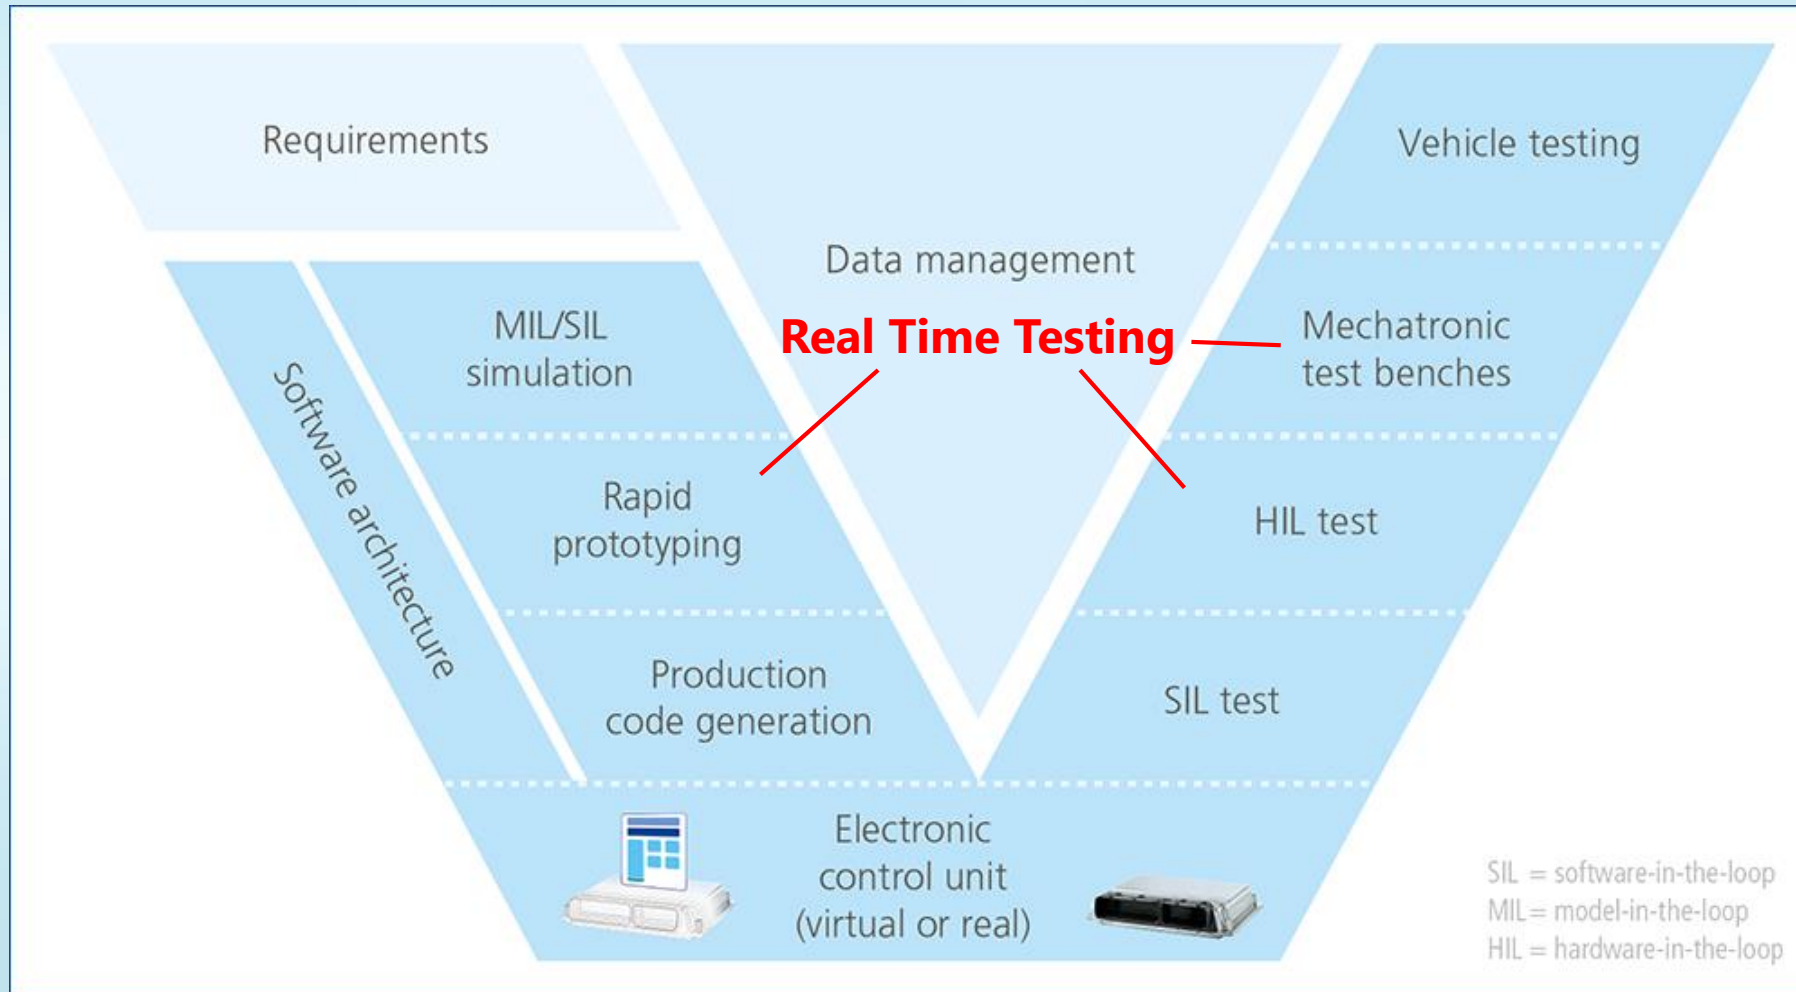 Requirements
Vehicle testing
Data management
Real Time Testing
MIL/SIL
simulation
Mechatronic
test benches
Software architecture
Rapid
prototyping
HIL test
Production
code generation
SIL test
Electronic
control unit
(virtual or real)
SIL = software-in-the-loop
MIL= model-in-the-loop
HIL = hardware-in-the-loop